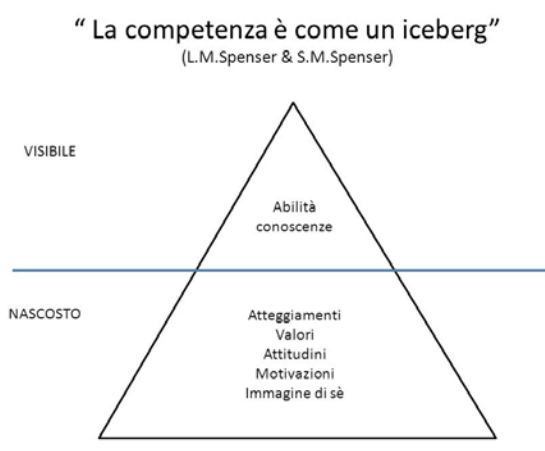 “ La competenza è come un iceberg”
(L.M.Spenser & S.M.Spenser)
VISIBILE
Abilità
conoscenze
NASCOSTO
Atteggiamenti
Valori
Attitudini
Motivazioni
Immagine di sè